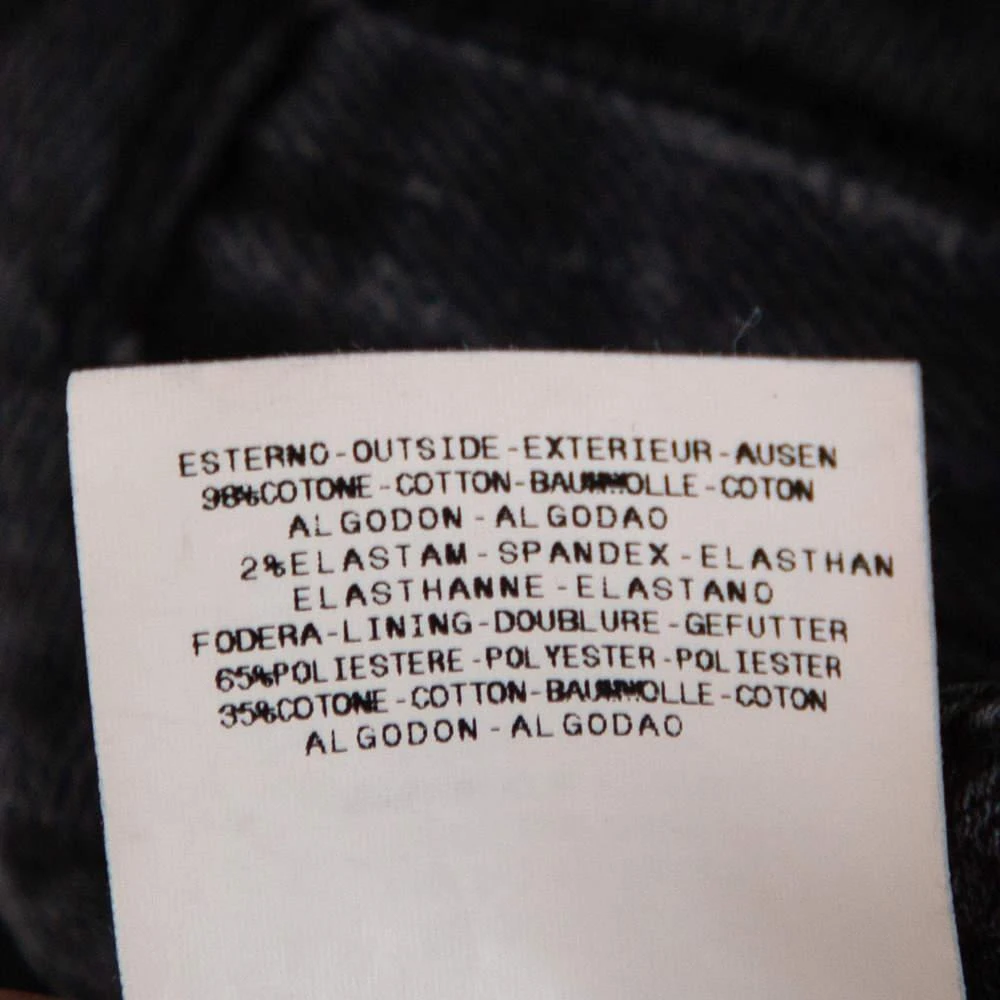 ESTERNO-OUTSIDE-EXTERIEUR-AUSEN
98%COTONE-COTTON-BAUMWOLLE-COTON
ALGODON-ALGODAO
2%ELASTAM-SPANDEX-ELASTHAN
ELASTHANNE-ELASTANO
FODERA-LINING-DOUBLURE-GEFUTTER
65%POLIESTERE-POLYESTER-POLIESTER
35%COTONE-COTTON-BAUMWOLLE-COTON
ALGODON-ALGODAO